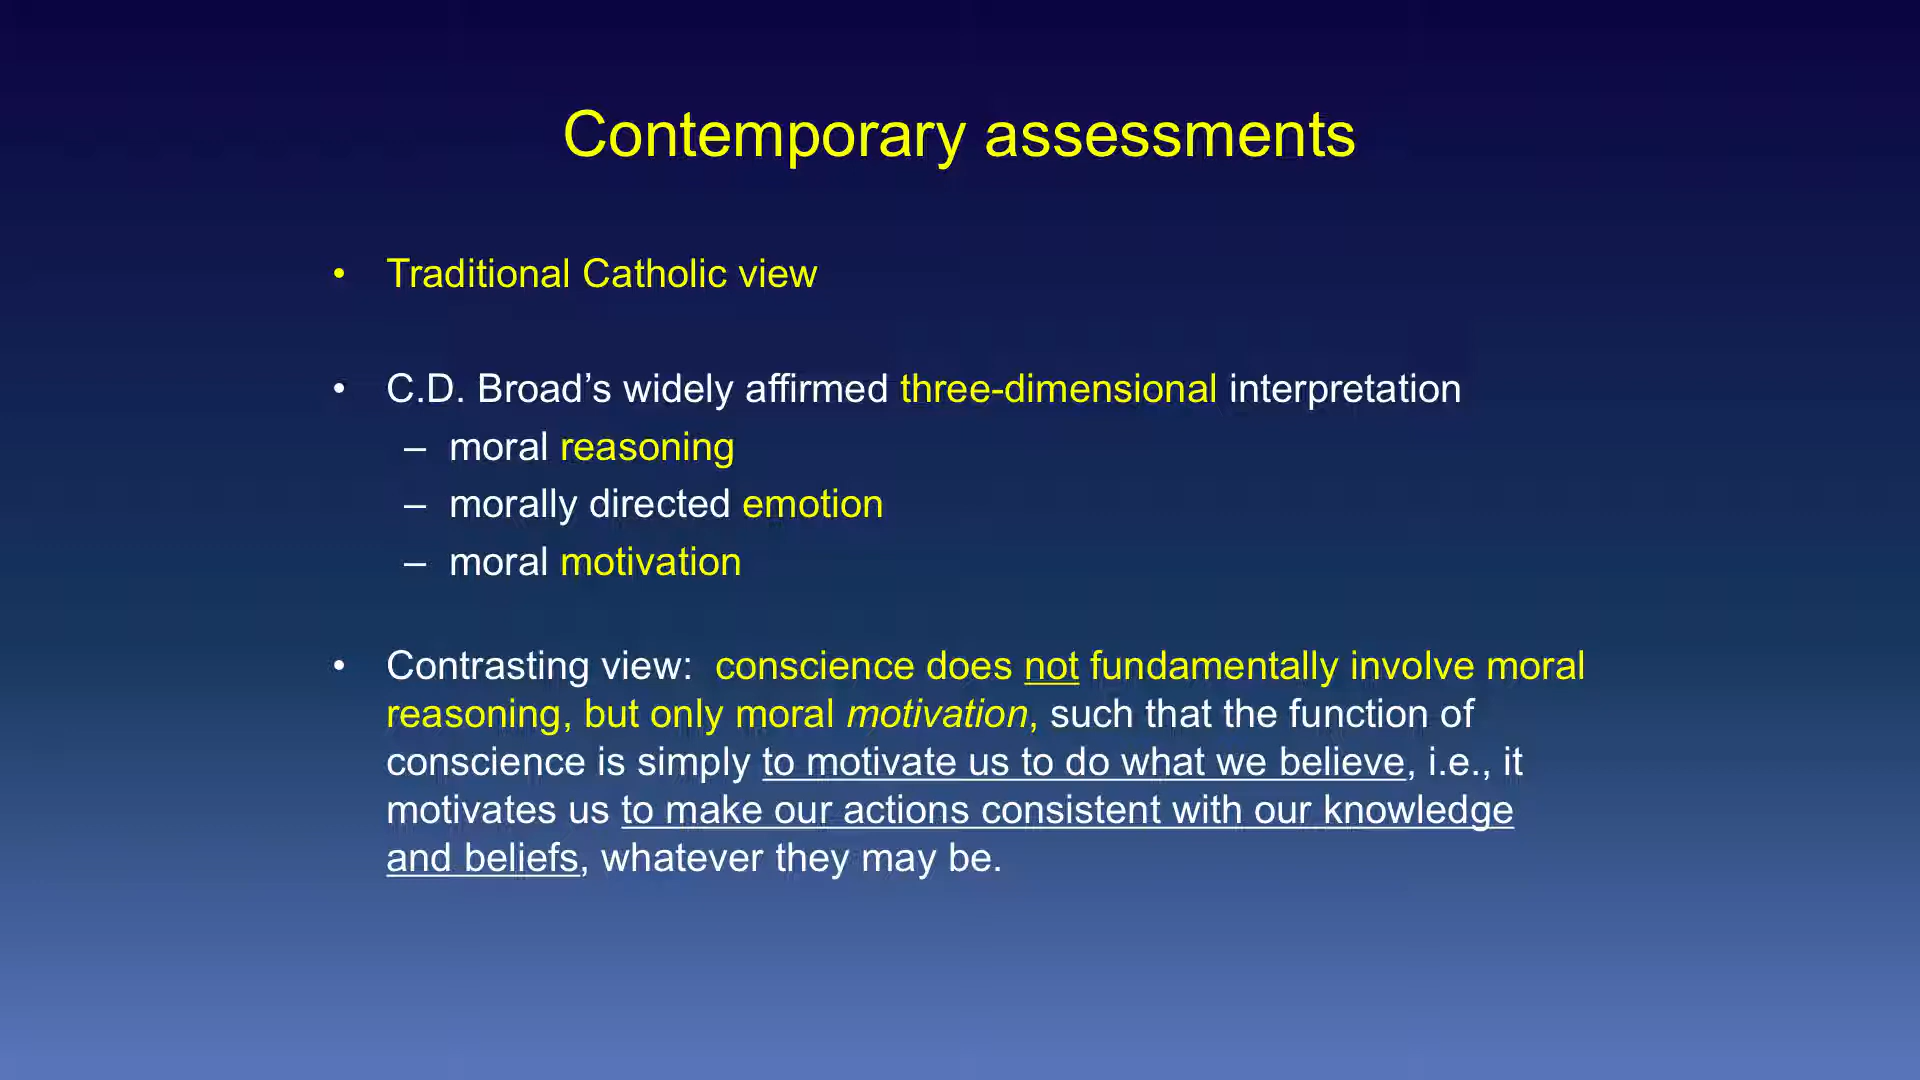 Contemporary assessments
• Traditional Catholic view
• C.D. Broad’s widely affirmed three-dimensional interpretation
– moral reasoning
– morally directed emotion
– moral motivation
• Contrasting view:  conscience does not fundamentally involve moral
reasoning, but only moral motivation, such that the function of
conscience is simply to motivate us to do what we believe, i.e., it
motivates us to make our actions consistent with our knowledge
and beliefs, whatever they may be.